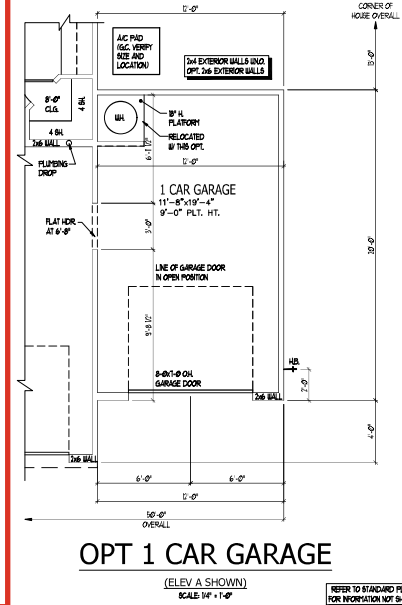 12'-0"
CORNER OF
HOUSE OVERALL
A/C PAD
(G.C. VERIFY
SIZE AND
LOCATION)
2x4 EXTERIOR WALLS U.N.O.
OPT. 2x6 EXTERIOR WALLS
13'-0"
8'-0"
CLG.
4 SH.
4 SH.
2x6 WALL
W.H.
18" H.
PLATFORM
RELOCATED
W/ THIS OPT.
6'-1 1/2"
PLUMBING
DROP
12'-0"
1 CAR GARAGE
11'-8"x19'-4"
9'-0" PLT. HT.
FLAT HDR.
AT 6'-8"
3'-0"
20'-0"
LINE OF GARAGE DOOR
IN OPEN POSITION
9'-8 1/2"
H.B.
8-0x7-0 O.H.
GARAGE DOOR
2x6 WALL
2'-0"
4'-0"
2x6 WALL
6'-0"
6'-0"
12'-0"
50'-0"
OVERALL
OPT 1 CAR GARAGE
(ELEV A SHOWN)
SCALE: 1/4" = 1'-0"
REFER TO STANDARD
FOR INFORMATION NOT